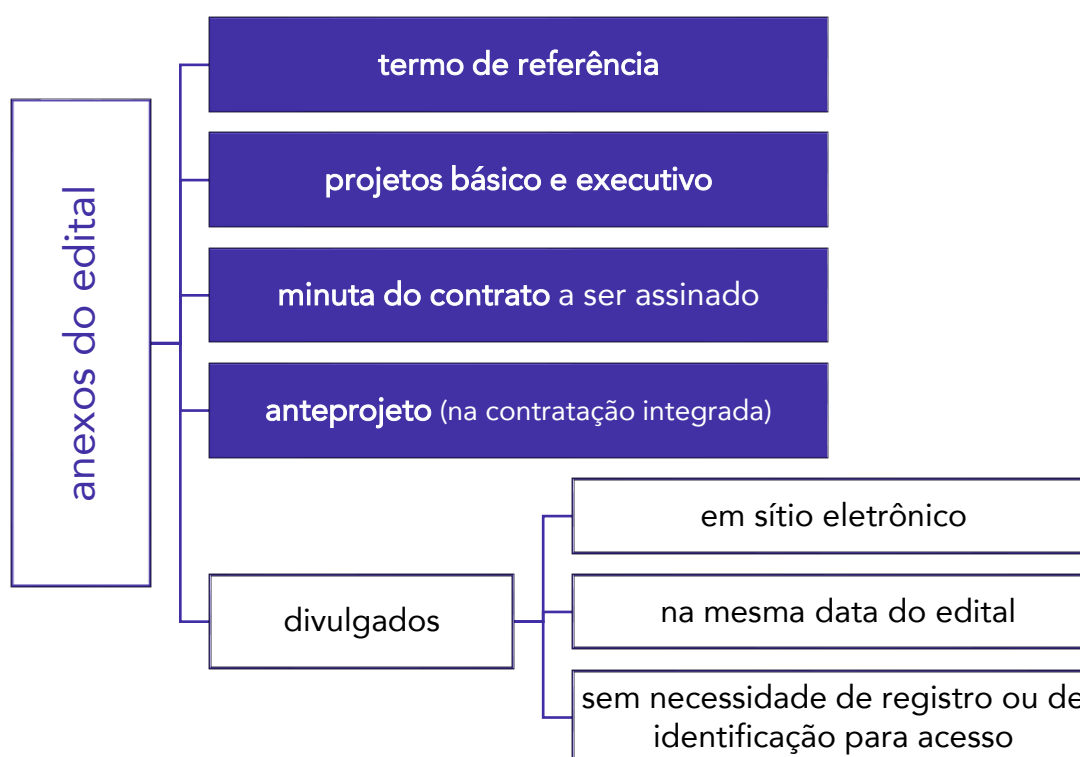 anexos do edital
termo de referência
projetos básico e executivo
minuta do contrato a ser assinado
anteprojeto (na contratação integrada)
divulgados
em sítio eletrônico
na mesma data do edital
sem necessidade de registro ou de
identificação para acesso